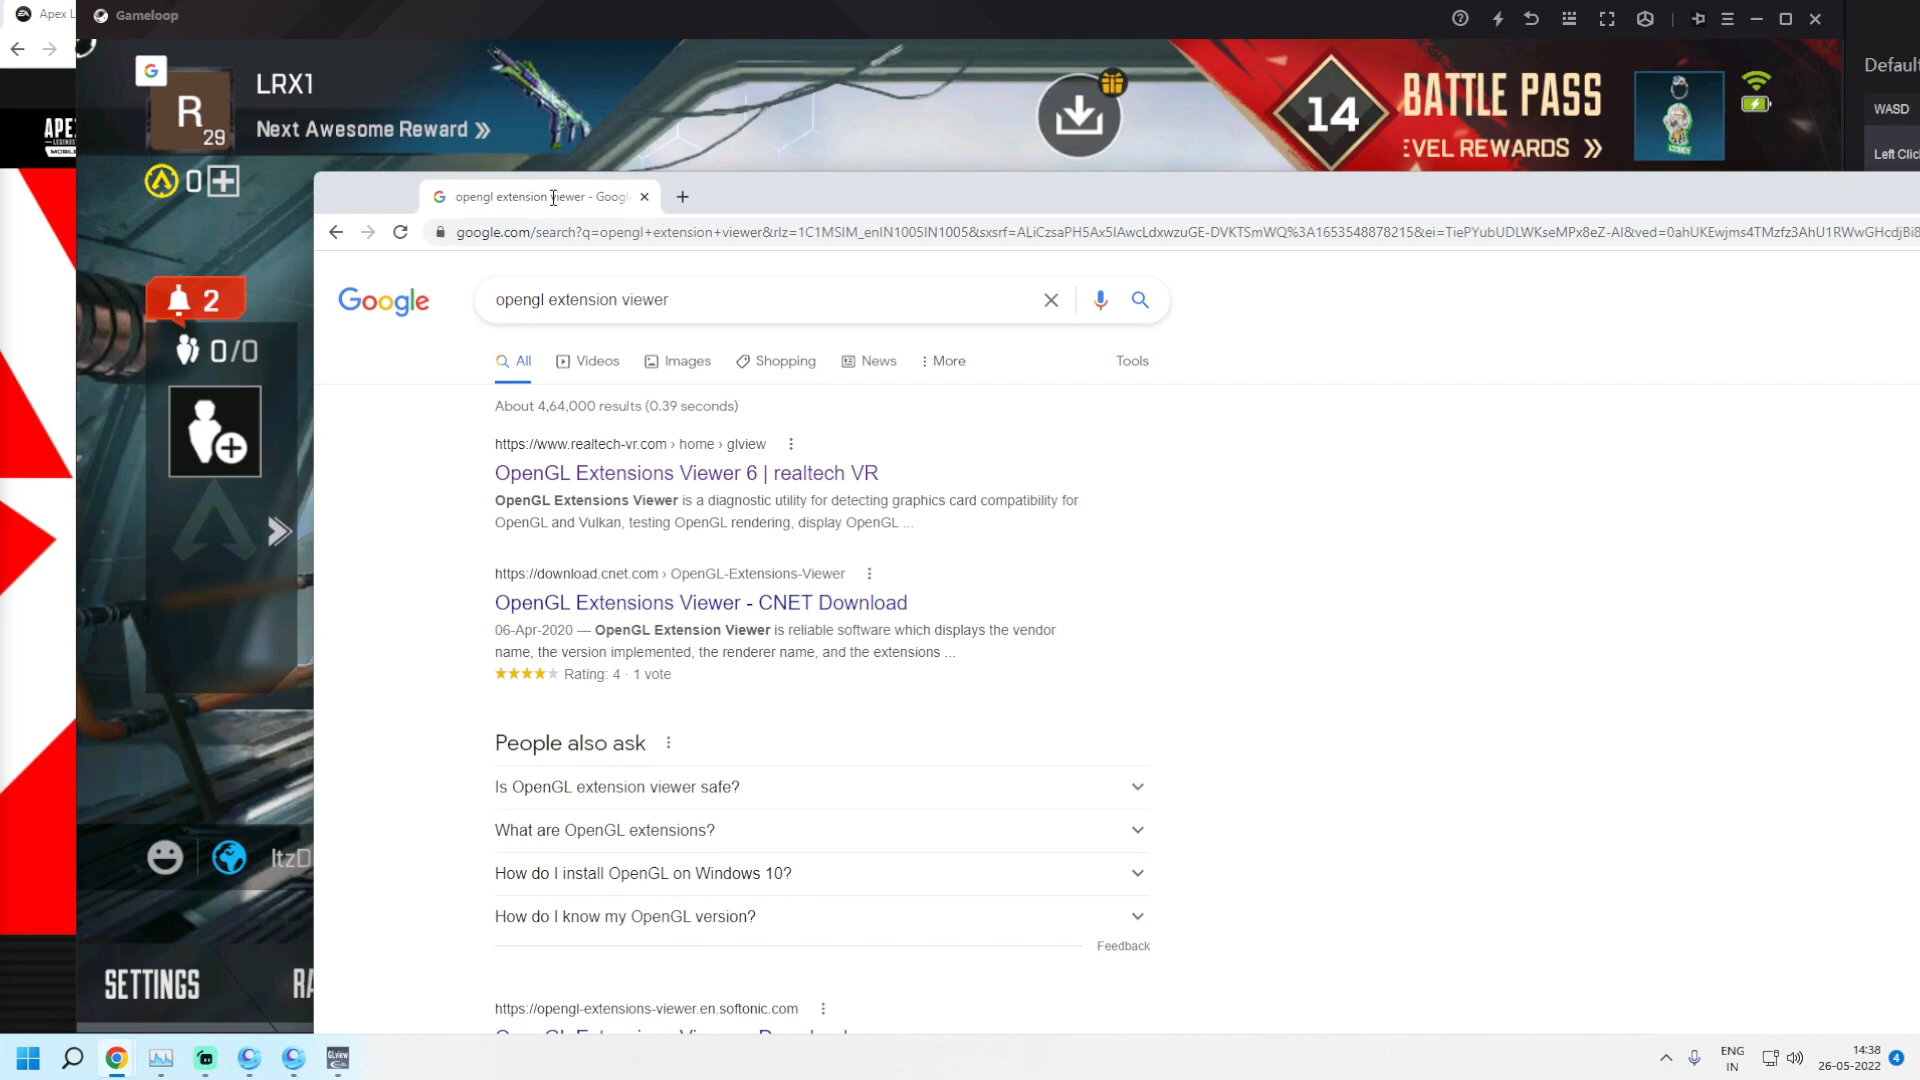 Apex L
Gameloop
Defaul
LRX1
R
29
Next Awesome Reward »
14
BATTLE PASS
EVEL REWARDS »
WASD
Left Clic
APE
LEGENDS
MOBILE
0
opengl extension viewer - Googl
google.com/search?q=opengl+extension+viewer&rlz=1C1MSIM_enIN1005IN1005&sxsrf=ALiCzsaPH5Ax5IAwcLdxwzuGE-DVKTSmWQ%3A1653548878215&ei=TiePYubUDLWKseMPx8eZ-AI&ved=0ahUKEwjms4TMzfz3AhU1RWwGHcdjBi8
2
0/0
Google
opengl extension viewer
All
Videos
Images
Shopping
News
More
Tools
About 4,64,000 results (0.39 seconds)
https://www.realtech-vr.com › home › glview
OpenGL Extensions Viewer 6 | realtech VR
OpenGL Extensions Viewer is a diagnostic utility for detecting graphics card compatibility for
OpenGL and Vulkan, testing OpenGL rendering, display OpenGL ...
https://download.cnet.com › OpenGL-Extensions-Viewer
OpenGL Extensions Viewer - CNET Download
06-Apr-2020 — OpenGL Extension Viewer is reliable software which displays the vendor
name, the version implemented, the renderer name, and the extensions ...
Rating: 4 · 1 vote
People also ask
Is OpenGL extension viewer safe?
What are OpenGL extensions?
How do I install OpenGL on Windows 10?
How do I know my OpenGL version?
Feedback
https://opengl-extensions-viewer.en.softonic.com
ItzD
SETTINGS
RA
GLview
ENG
IN
14:38
26-05-2022
4